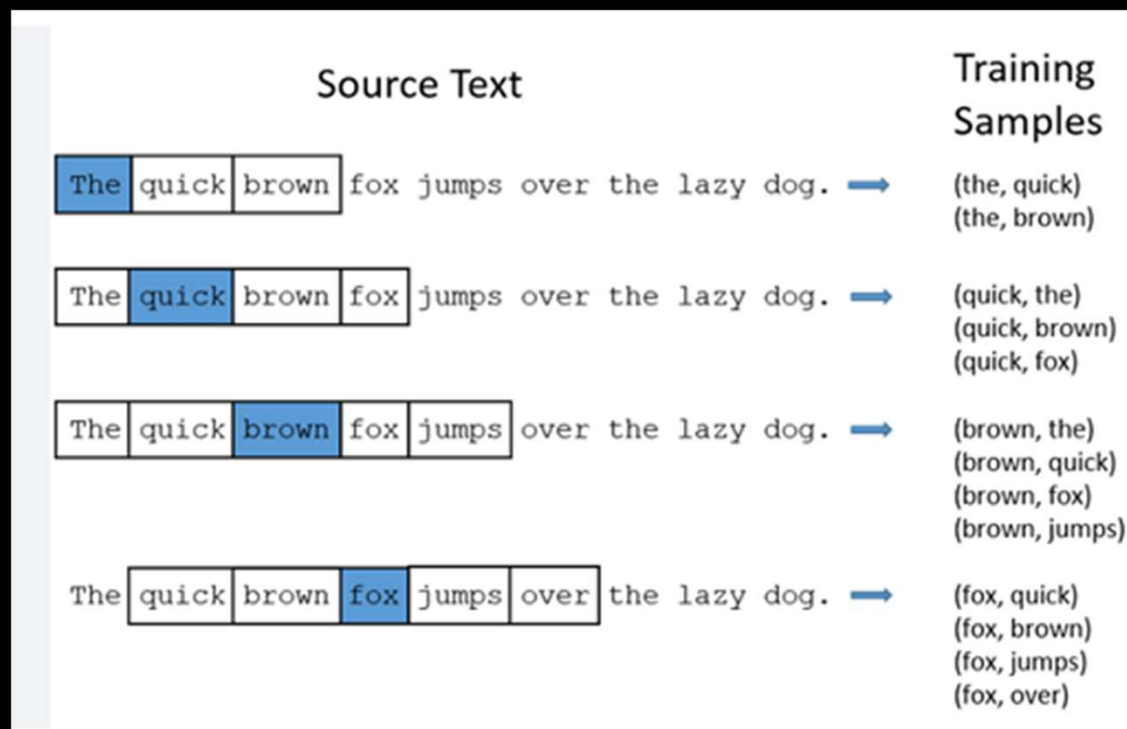 Source Text
Training
Samples
The quick brown fox jumps over the lazy dog.
(the, quick)
(the, brown)
The quick brown fox jumps over the lazy dog.
(quick, the)
(quick, brown)
(quick, fox)
The quick brown fox jumps over the lazy dog.
(brown, the)
(brown, quick)
(brown, fox)
(brown, jumps)
The quick brown fox jumps over the lazy dog.
(fox, quick)
(fox, brown)
(fox, jumps)
(fox, over)